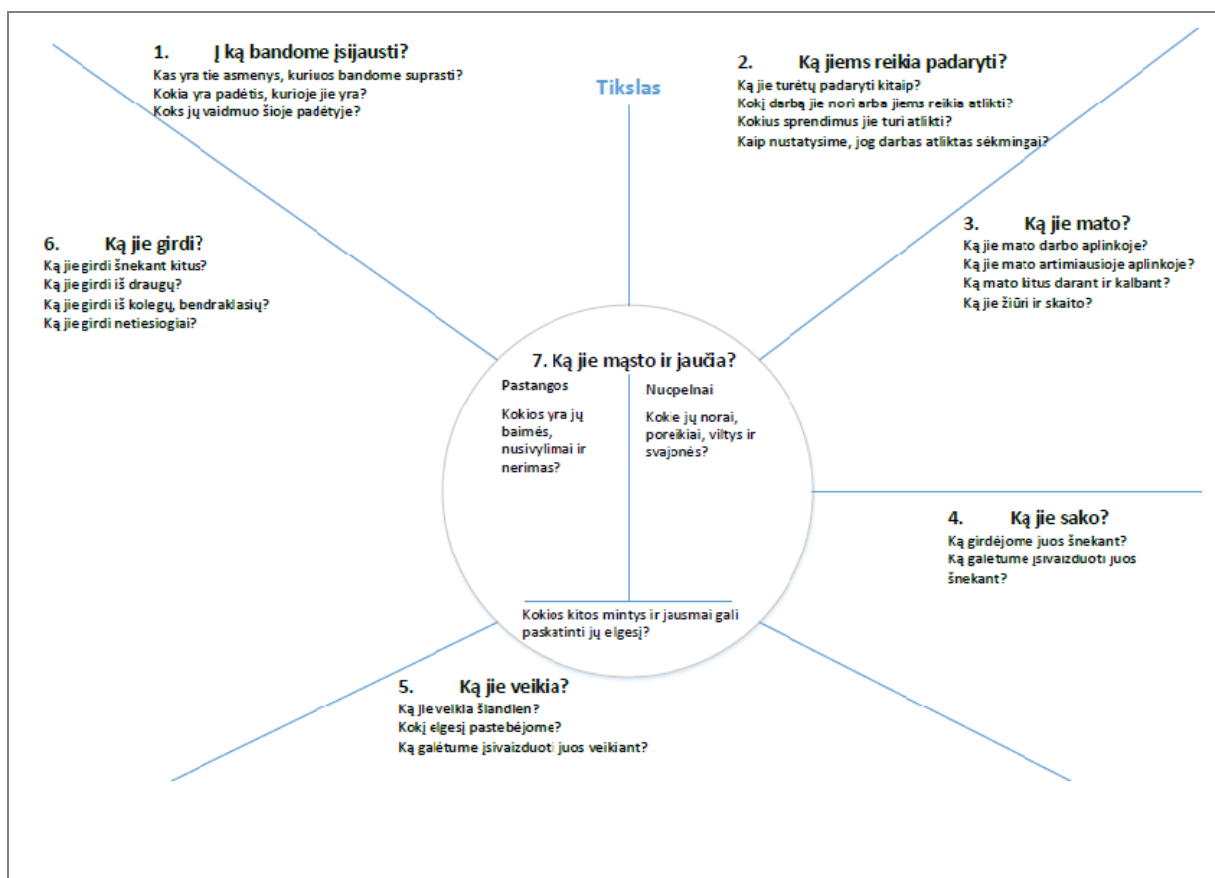 1. Į ką bandome įsijausti?
Kas yra tie asmenys, kuriuos bandome suprasti?
Kokia yra padėtis, kurioje jie yra?
Koks jų vaidmuo šioje padėtyje?
Tikslas
2. Ką jiems reikia padaryti?
Ką jie turėtų padaryti kitaip?
Kokį darbą jie nori arba jiems reikia atlikti?
Kokius sprendimus jie turi atlikti?
Kaip nustatysime, jog darbas atliktas sėkmingai?
3. Ką jie mato?
Ką jie mato darbo aplinkoje?
Ką jie mato artimiausioje aplinkoje?
Ką mato kitus darant ir kalbant?
Ką jie žiūri ir skaito?
6. Ką jie girdi?
Ką jie girdi šnekant kitus?
Ką jie girdi iš draugų?
Ką jie girdi iš kolegų, bendraklasių?
Ką jie girdi netiesiogiai?
7. Ką jie mąsto ir jaučia?
Pastangos
Kokios yra jų
baimės,
nusivylimai ir
nerimas?
Nuopelnai
Kokie jų norai,
poreikiai, viltys ir
svajonės?
Kokios kitos mintys ir jausmai gali
paskatinti jų elgesį?
4. Ką jie sako?
Ką girdėjome juos šnekant?
Ką galėtume įsivaizduoti juos
šnekant?
5. Ką jie veikia?
Ką jie veikia šiandien?
Kokį elgesį pastebėjome?
Ką galėtume įsivaizduoti juos veikiant?